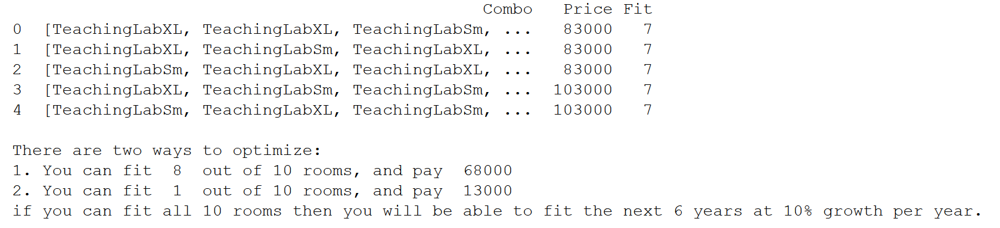 Combo Price Fit
0 [TeachingLabXL, TeachingLabXL, TeachingLabSm, ... 83000 7
1 [TeachingLabXL, TeachingLabSm, TeachingLabXL, ... 83000 7
2 [TeachingLabSm, TeachingLabXL, TeachingLabXL, ... 83000 7
3 [TeachingLabXL, TeachingLabSm, TeachingLabSm, ... 103000 7
4 [TeachingLabSm, TeachingLabXL, TeachingLabSm, ... 103000 7
There are two ways to optimize:
1. You can fit 8 out of 10 rooms, and pay 68000
2. You can fit 1 out of 10 rooms, and pay 13000
if you can fit all 10 rooms then you will be able to fit the next 6 years at 10% growth per year.